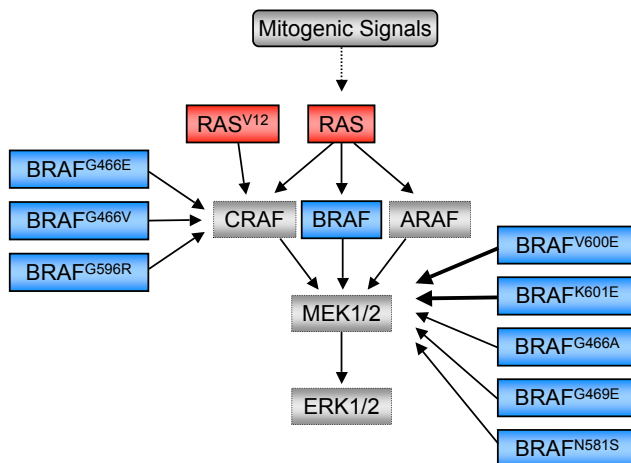 Mitogenic Signals
RAS^V12
RAS
BRAF^G466E
BRAF^G466V
BRAF^G596R
CRAF
BRAF
ARAF
BRAF^V600E
BRAF^K601E
BRAF^G466A
BRAF^G469E
BRAF^N581S
MEK1/2
ERK1/2